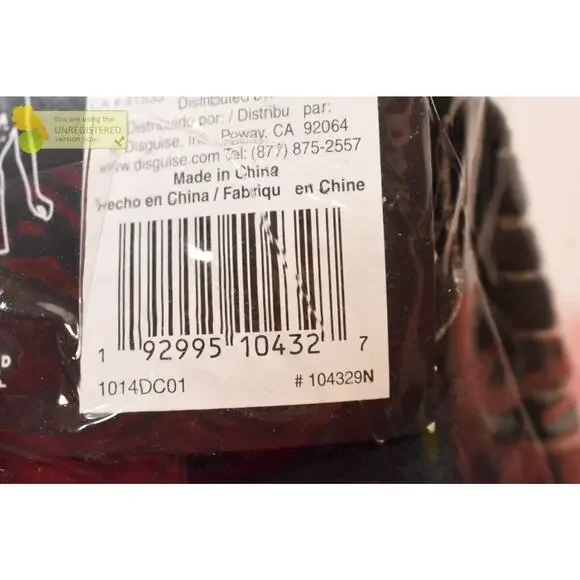 You are using the
UNREGISTERED
version now
Distributed by:
Distribuido por: / Distribu par:
Disguise, Inc. Poway, CA 92064
www.disguise.com Tel: (877) 875-2557
Made in China
Hecho en China / Fabriqu en Chine
1 92995 10432 7
1014DC01 # 104329N